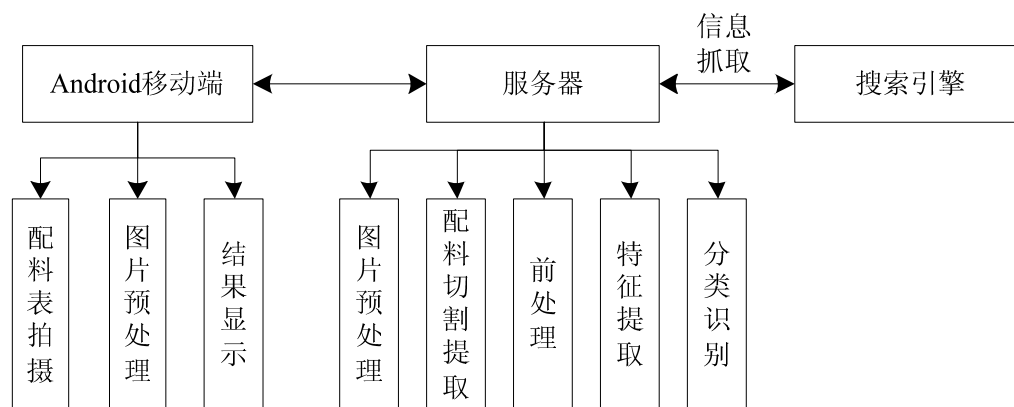 信息
抓取
Android移动端
服务器
搜索引擎
配料表拍摄
图片预处理
结果显示
图片预处理
配料切割提取
前处理
特征提取
分类识别